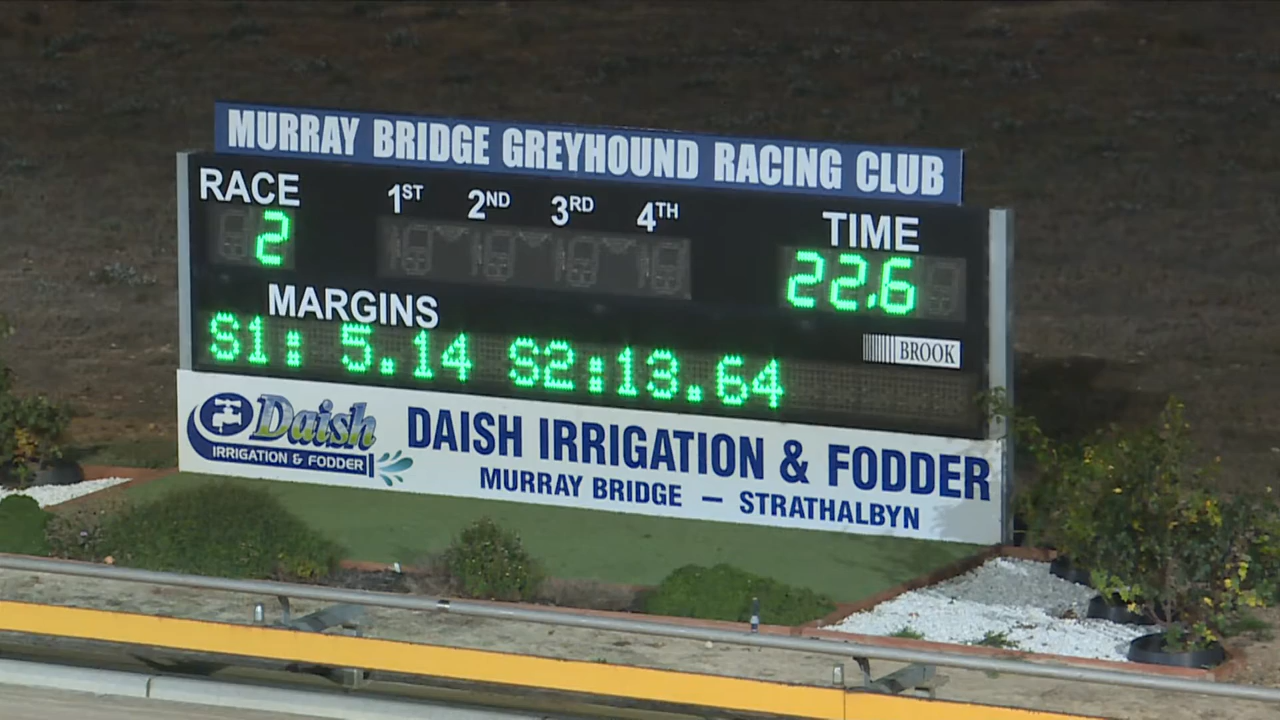 MURRAY BRIDGE GREYHOUND RACING CLUB
RACE 1ST 2ND 3RD 4TH TIME
2 22.6
MARGINS
S1: 5.14 S2:13.64
BROOK
Daish
IRRIGATION & FODDER
DAISH IRRIGATION & FODDER
MURRAY BRIDGE – STRATHALBYN